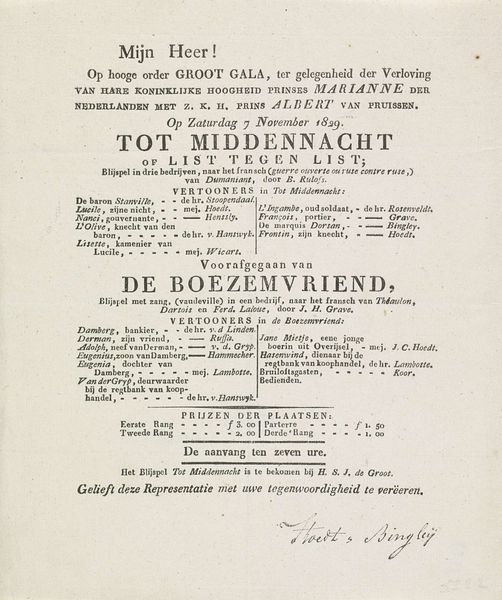 Mijn Heer!
Op hooge order GROOT GALA, ter gelegenheid der Verloving
VAN HARE KONINKLIJKE HOOGHEID PRINSES MARIANNE DER
NEDERLANDEN MET Z. K. H. PRINS ALBERT VAN PRUISSEN.
Op Zaturdag 7 November 1829.
TOT MIDDENNACHT
OF LIST TEGEN LIST;
Blijspel in drie bedrijven, naar het fransch (guerre ouverte ou ruse contre ruse,)
van Dumaniant, door B. Rulofs.
VERTOONERS in Tot Middennacht:
De baron Stanville, - - de hr. Stoopendaal.
Lucile, zijne nicht, - - mej. Hoedt.
Nanci, gouvernante, - - —— Hensly.
L'Olive, knecht van den
baron, - - - - - de hr. v. Hanswyk.
Lisette, kamenier van
Lucile, - - - - - mej. Wicart.
L'Ingambe, oud soldaat, - de hr. Rosenveldt.
François, portier, - - —— Grave.
De marquis Dorsan, - - —— Bingley.
Frontin, zijn knecht, - —— Hoedt.
Voorafgegaan van
DE BOEZEMVRIEND,
Blijspel met zang, (vaudeville) in een bedrijf, naar het fransch van Théaulon,
Dartois en Ferd. Laloue, door J. H. Grave.
VERTOONERS in de Boezemvriend:
Damberg, bankier, - - de hr. v. d Linden.
Derman, zijn vriend, - —— Ruffa.
Adolph, neef van Derman, - —— v. d. Gryp.
Eugenius, zoon van Damberg, —— Hammecher.
Eugenia, dochter van
Damberg, - - - - - mej. Lambotte.
Van der Gryp, deurwaarder
bij de regtbank van koop-
handel, - - - - - de hr. v. Hanswyk.
Jane Mietje, eene jonge
boerin uit Overijsel, - mej. J. C. Hoedt.
Hasenwind, dienaar bij de
regtbank van koophandel, de hr. Lambotte.
Bruiloftsgasten, - - - - - Koor.
Bedienden.
PRIJZEN DER PLAATSEN:
Eerste Rang - - - - ƒ 3. 00
Tweede Rang - - - - - 2. 00
Parterre - - - - ƒ 1. 50
Derde Rang - - - - 1. 00
De aanvang ten zeven ure.
Het Blijspel Tot Middennacht is te bekomen bij H. S. J. de Groot.
Gelieft deze Representatie met uwe tegenwoordigheid te verëeren.
Hoedt & Bingley